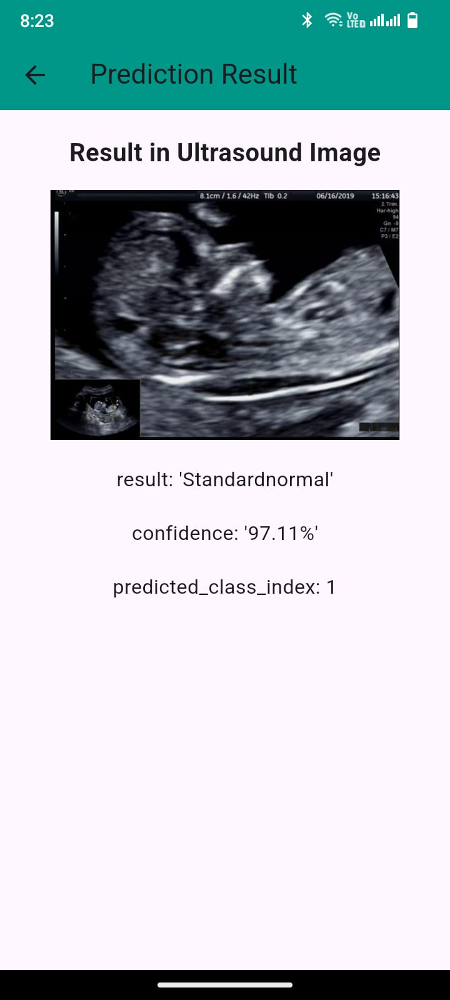 8:23
Vo
LTE
Prediction Result
Result in Ultrasound Image
8.1cm / 1.6 / 42Hz TIb 0.2 06/16/2019 15:16:43
2.Trim.
Har-high
94
Gn -8
C7 / M7
P3 / E2
result: 'Standardnormal'
confidence: '97.11%'
predicted_class_index: 1